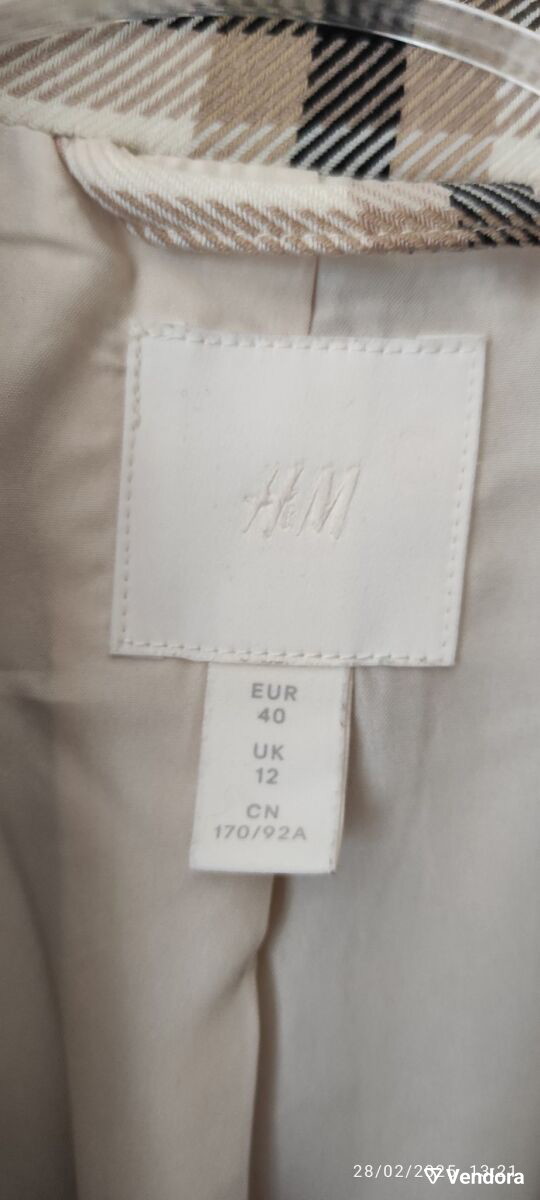 H&M
EUR
40
UK
12
CN
170/92A
28/02/2025 13:21
Vendora